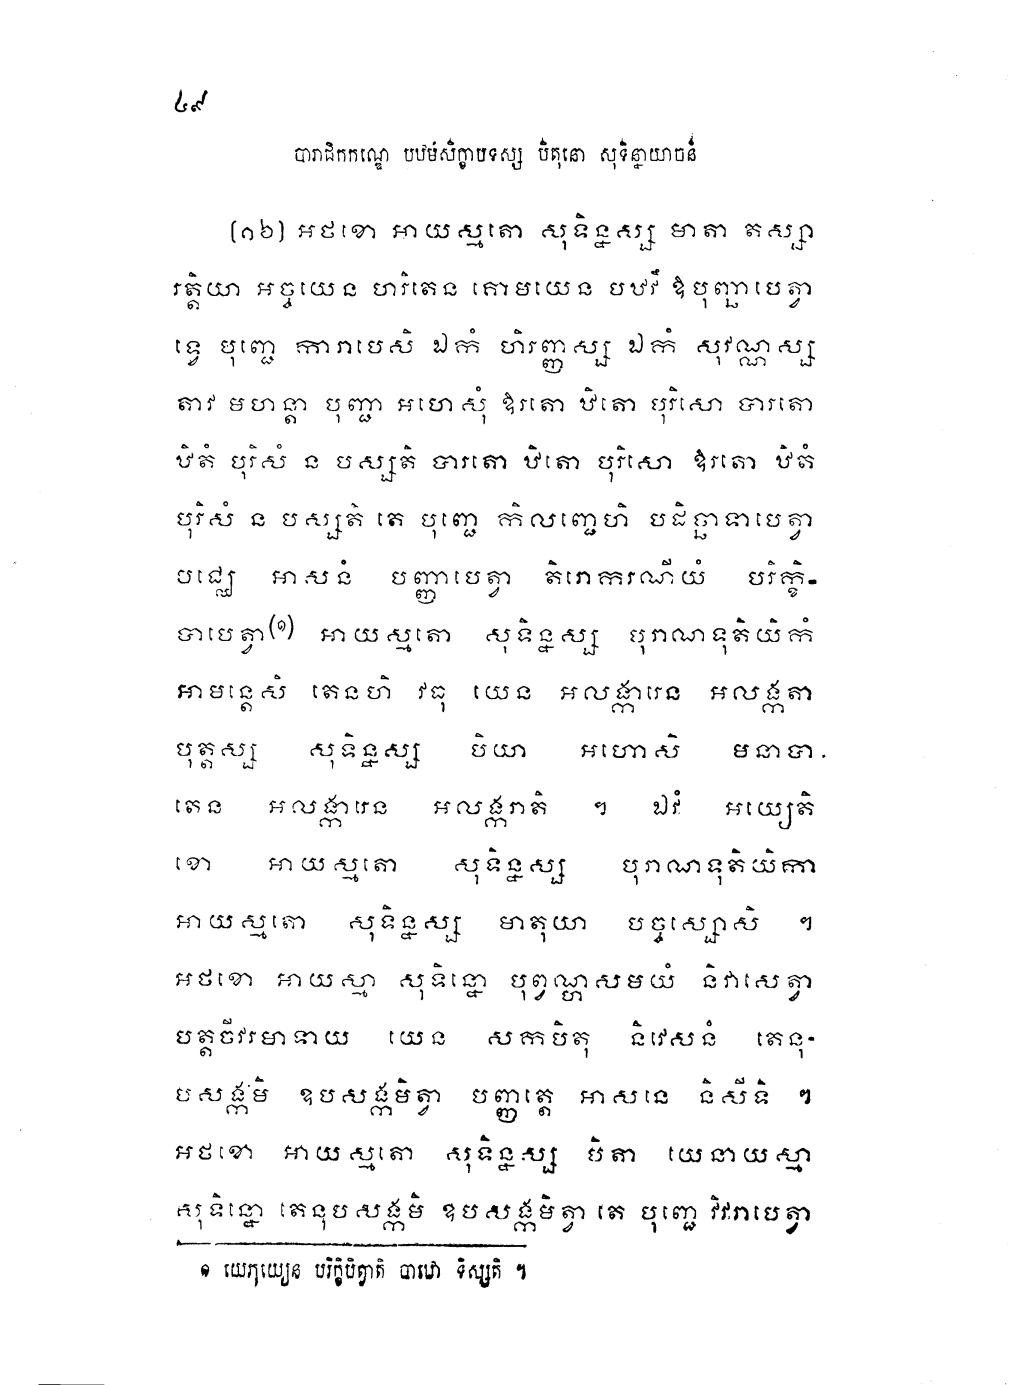 ៤៩
បារាជិកកណ្ឌេ បឋមំសិក្ខាបទស្ស បិតុនោ សុទិន្នាយាចនំ
(១៦) អថខោ អាយស្មតោ សុទិន្នស្ស មាតា តស្សា
រត្តិយា អច្ចយេន ហរិតេន គោមយេន បឋវឹ ឱបុញ្ឆាបេត្វា
ទ្វេ បុញ្ជេ ការាបេសិ ឯកំ ហិរញ្ញស្ស ឯកំ សុវណ្ណស្ស
តាវ មហន្តា បុញ្ជា អហេសុំ ឱរតោ ឋិតោ បុរិសោ បារតោ
ឋិតំ បុរិសំ ន បស្សតិ បារតោ ឋិតោ បុរិសោ ឱរតោ ឋិតំ
បុរិសំ ន បស្សតិ តេ បុញ្ជេ កិលញ្ជេហិ បដិច្ឆាទាបេត្វា
មជ្ឈេ អាសនំ បញ្ញាបេត្វា តិរោករណីយំ បរិក្ខិ-
បាបេត្វា(១) អាយស្មតោ សុទិន្នស្ស បុរាណទុតិយិកំ
អាមន្តេសិ តេនហិ វធុ យេន អលង្ការេន អលង្កតា
បុត្តស្ស សុទិន្នស្ស បិយា អហោសិ មនាបា
តេន អលង្ការេន អលង្ករាតិ ។ ឯវំ អយ្យេតិ
ខោ អាយស្មតោ សុទិន្នស្ស បុរាណទុតិយិកា
អាយស្មតោ សុទិន្នស្ស មាតុយា បច្ចស្សោសិ ។
អថខោ អាយស្មា សុទិន្នោ បុព្វណ្ហសមយំ និវាសេត្វា
បត្តចីវរមាទាយ យេន សកបិតុ និវេសនំ តេនុ-
បសង្កមិ ឧបសង្កមិត្វា បញ្ញត្តេ អាសនេ និសីទិ ។
អថខោ អាយស្មតោ សុទិន្នស្ស បិតា យេនាយស្មា
សុទិន្នោ តេនុបសង្កមិ ឧបសង្កមិត្វា តេ បុញ្ជេ វិវរាបេត្វា
១ យេភុយ្យេន បរិក្ខិបិត្វាតិ បាឋោ ទិស្សតិ ។